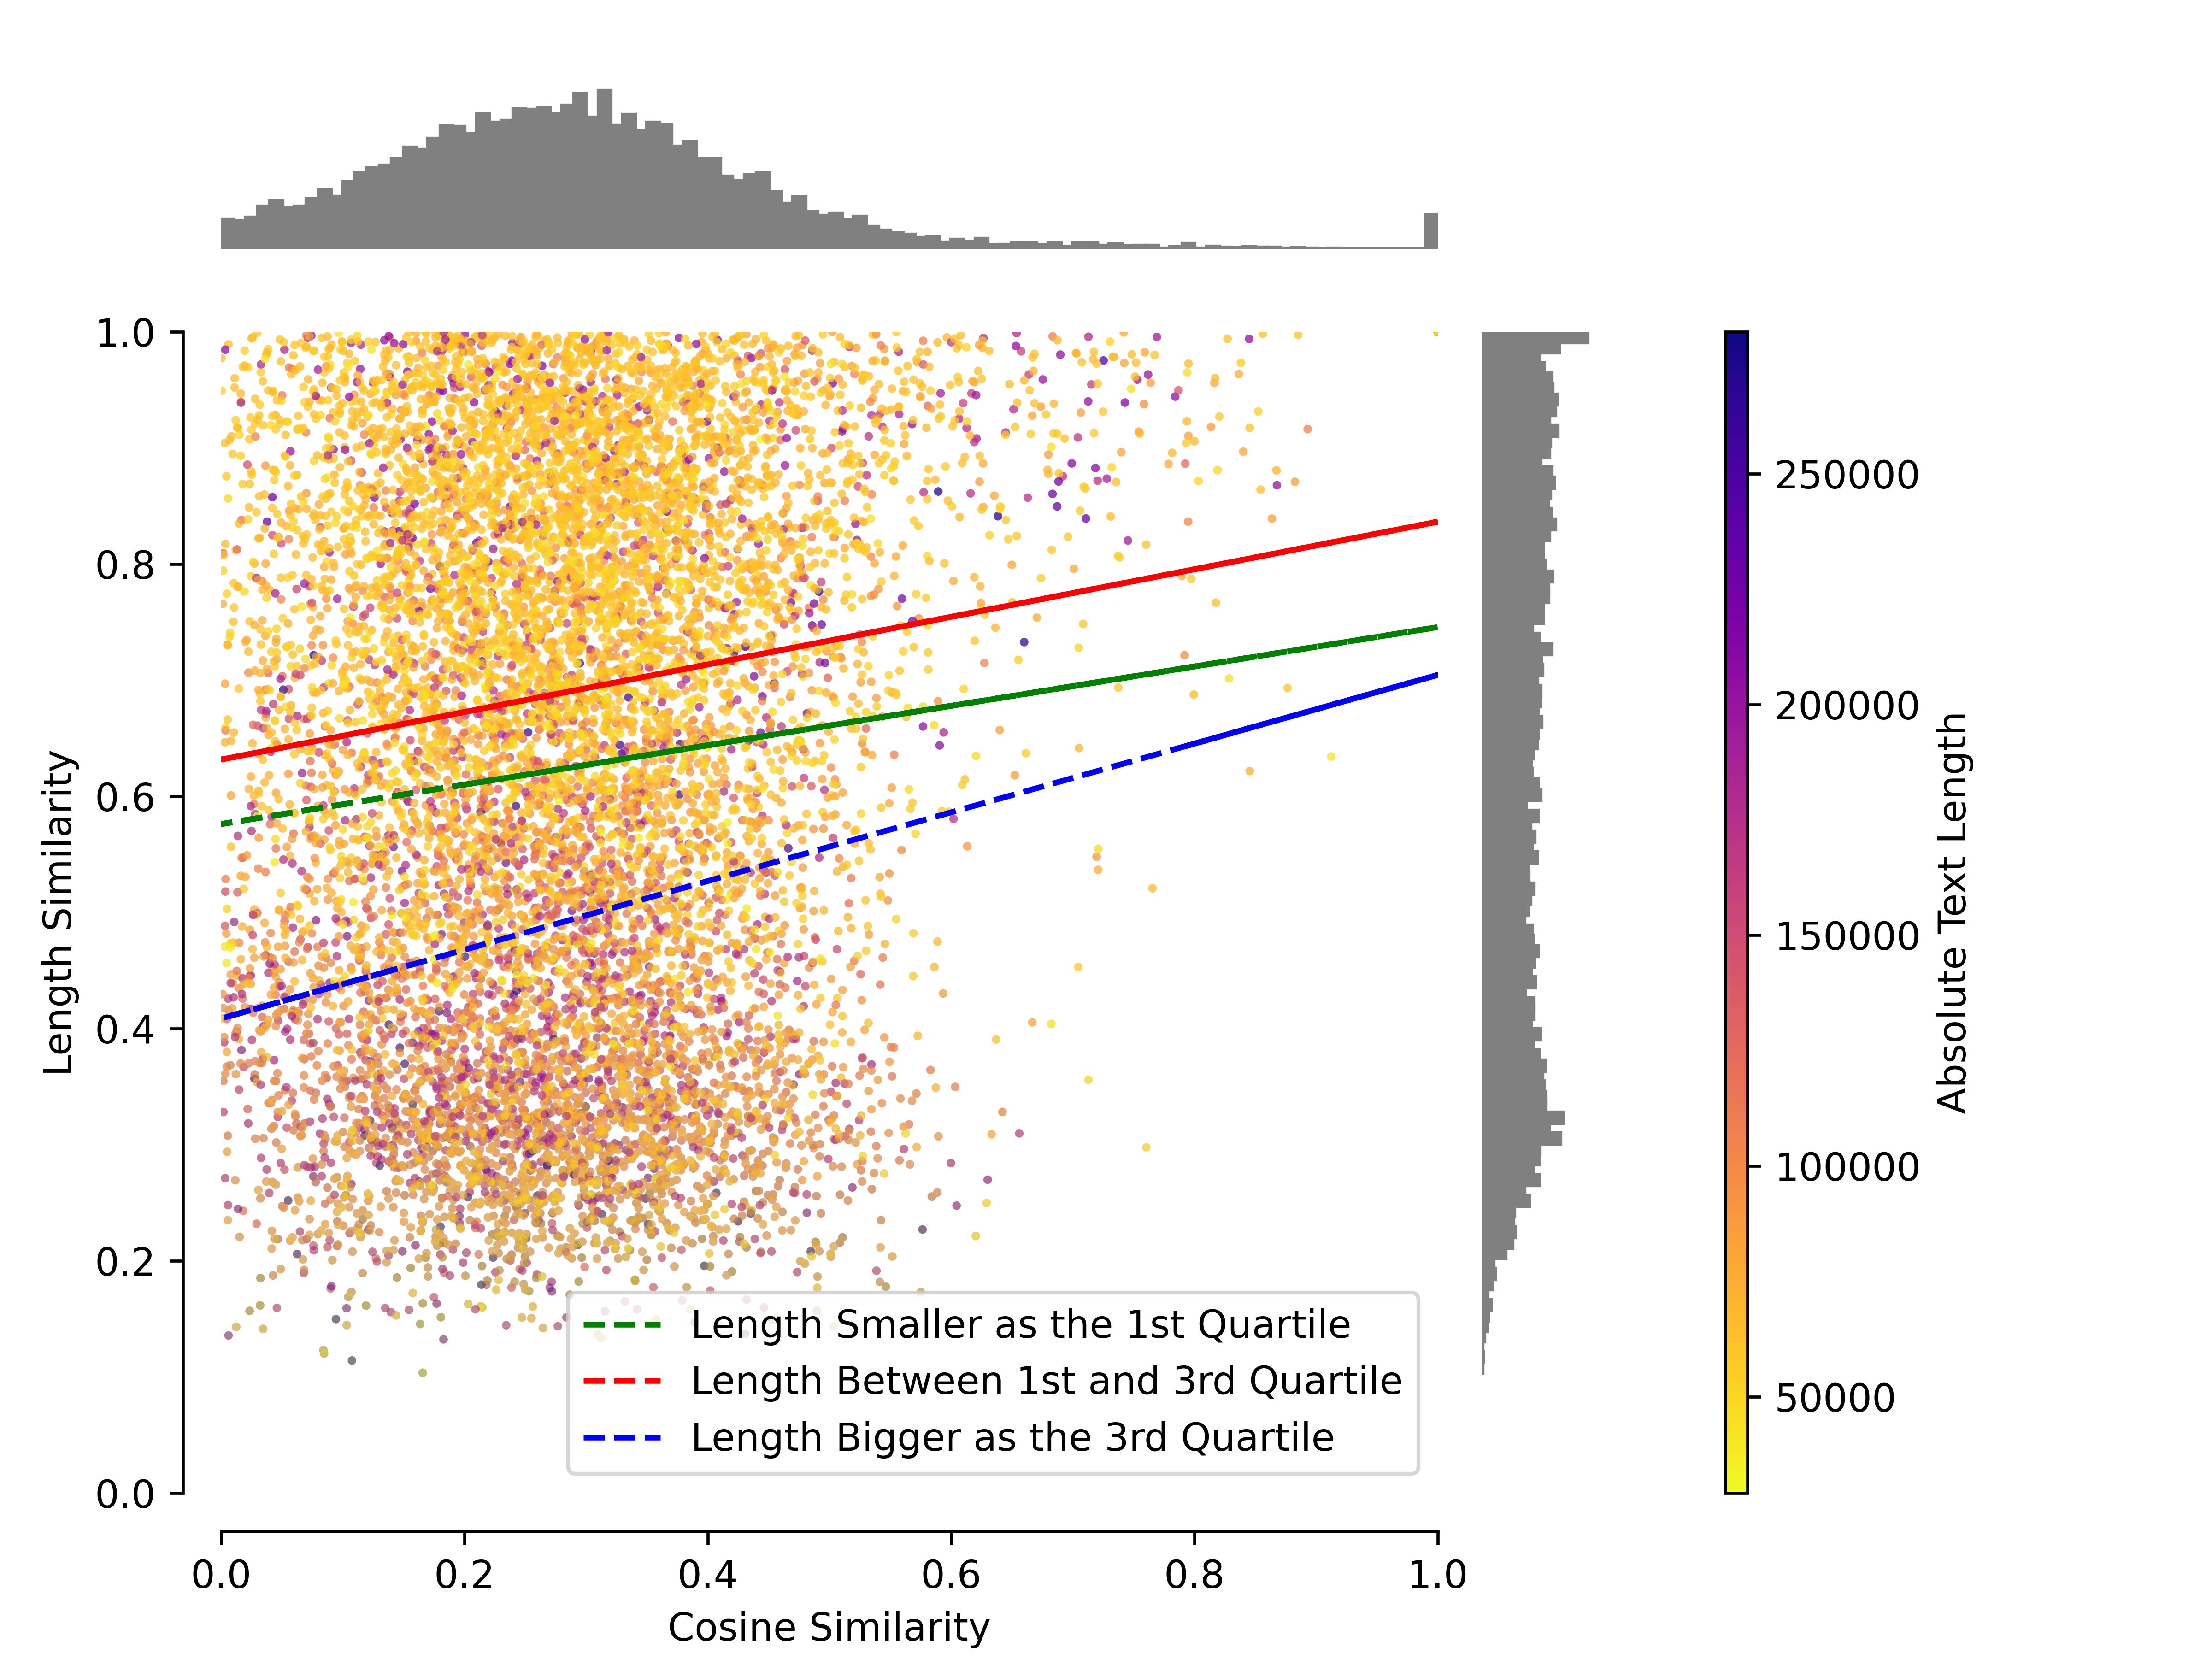 1.0
0.8
0.6
0.4
0.2
0.0
Length Similarity
0.0
0.2
0.4
0.6
0.8
1.0
Cosine Similarity
Length Smaller as the 1st Quartile
Length Between 1st and 3rd Quartile
Length Bigger as the 3rd Quartile
250000
200000
150000
100000
50000
Absolute Text Length